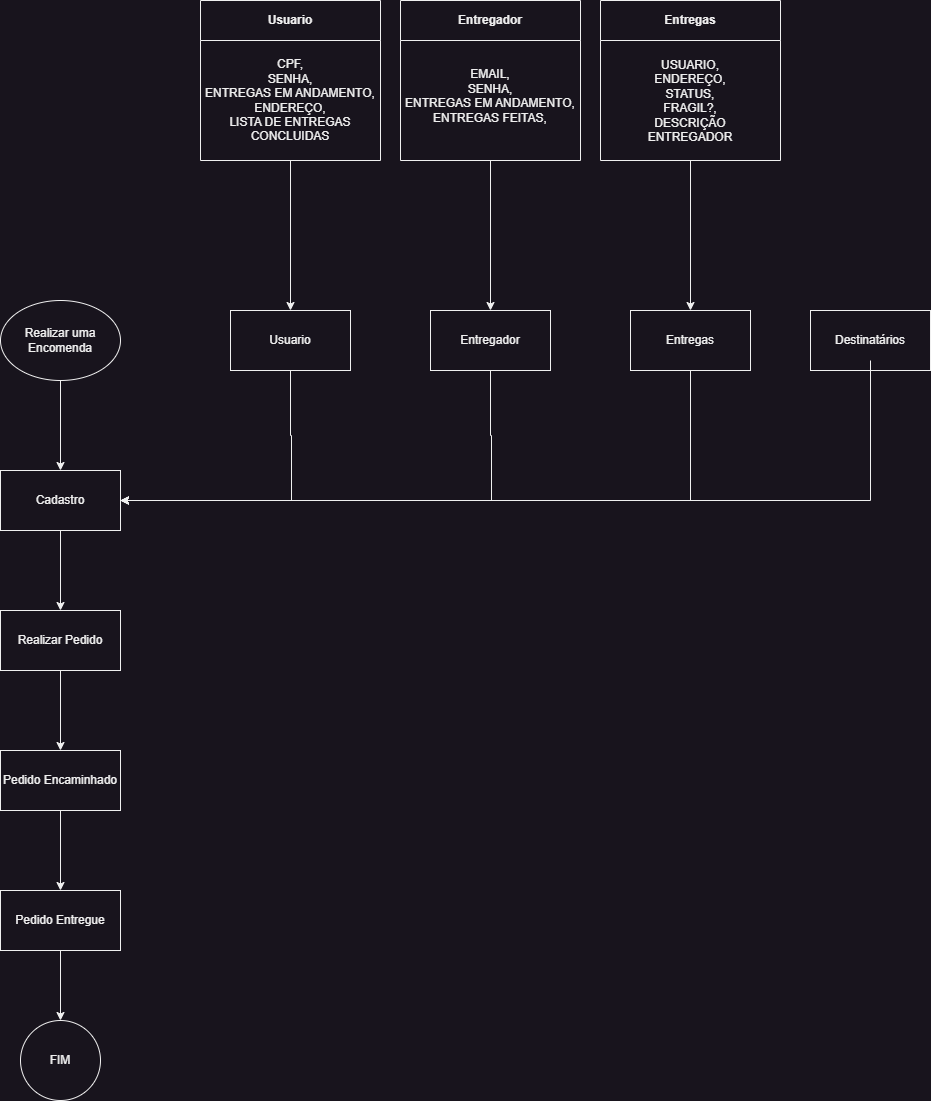 Usuario
CPF,
SENHA,
ENTREGAS EM ANDAMENTO,
ENDEREÇO,
LISTA DE ENTREGAS
CONCLUIDAS
Entregador
EMAIL,
SENHA,
ENTREGAS EM ANDAMENTO,
ENTREGAS FEITAS,
Entregas
USUARIO,
ENDEREÇO,
STATUS,
FRAGIL?,
DESCRIÇÃO
ENTREGADOR
Realizar uma
Encomenda
Usuario
Entregador
Entregas
Destinatários
Cadastro
Realizar Pedido
Pedido Encaminhado
Pedido Entregue
FIM